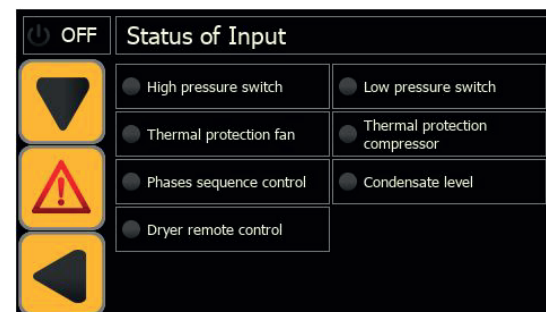 OFF
Status of Input
High pressure switch
Low pressure switch
Thermal protection fan
Thermal protection
compressor
Phases sequence control
Condensate level
Dryer remote control